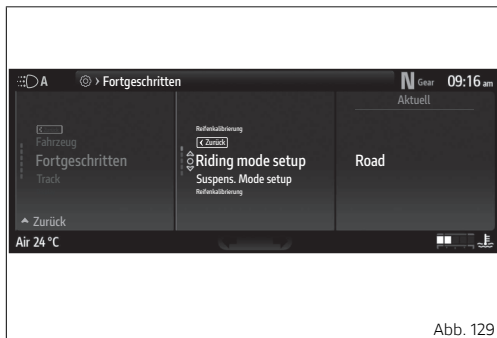 A > Fortgeschritten N Gear 09:16 am
Aktuell
Fahrzeug
Fortgeschritten
Track
Zurück
Reifenkalibrierung
Zurück
Riding mode setup
Suspens. Mode setup
Reifenkalibrierung
Road
Air 24 °C
Abb. 129